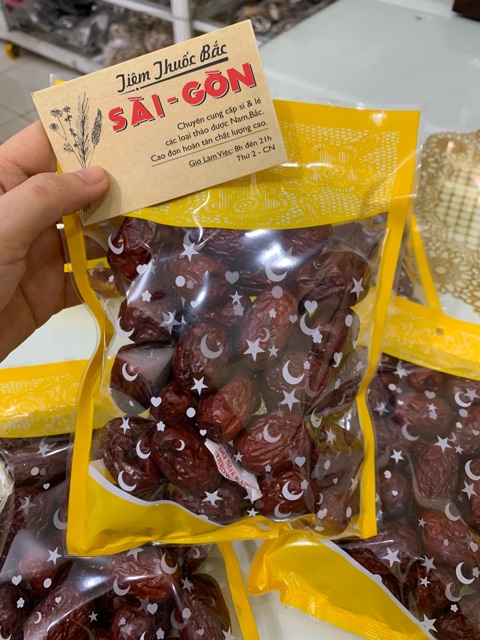 Tiệm Thuốc Bắc
SÀI-GÒN
Chuyên cung cấp sỉ & lẻ
các loại thảo dược Nam,Bắc.
Cao đơn hoàn tán chất lượng cao.
Giờ Làm Việc: 8h đến 21h
Thứ 2 - CN